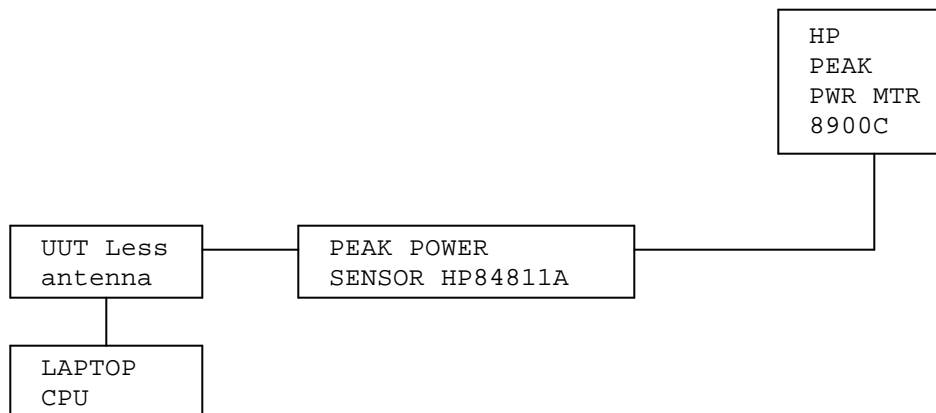 HP
PEAK
PWR MTR
8900C
UUT Less
antenna
PEAK POWER
SENSOR HP84811A
LAPTOP
CPU